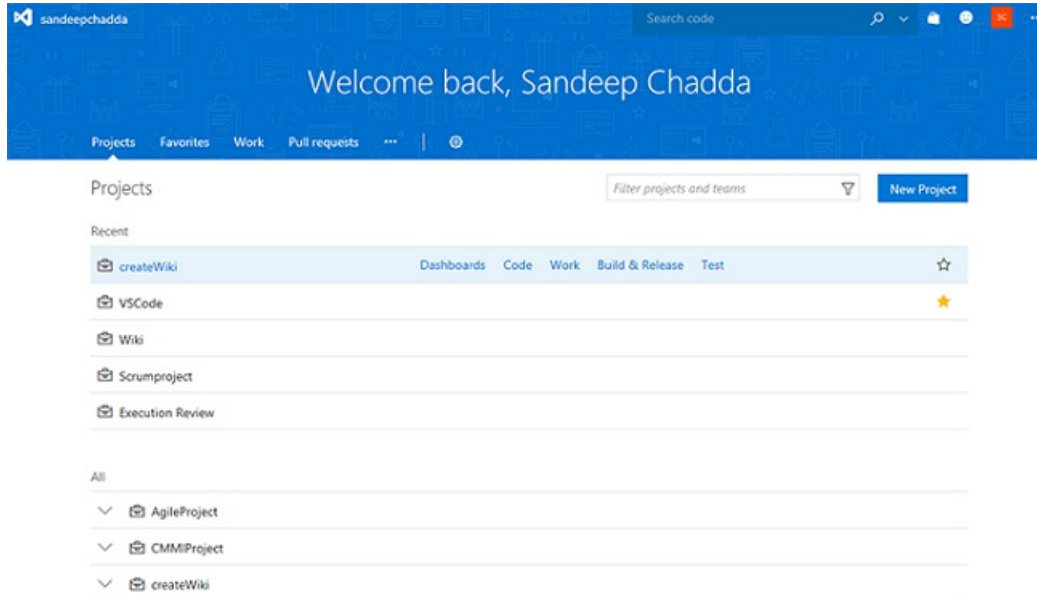 sandeepchadda Search code SC
Welcome back, Sandeep Chadda
Projects Favorites Work Pull requests ···
Projects Filter projects and teams New Project
Recent
createWiki Dashboards Code Work Build & Release Test
VSCode
Wiki
Scrumproject
Execution Review
All
AgileProject
CMMIProject
createWiki